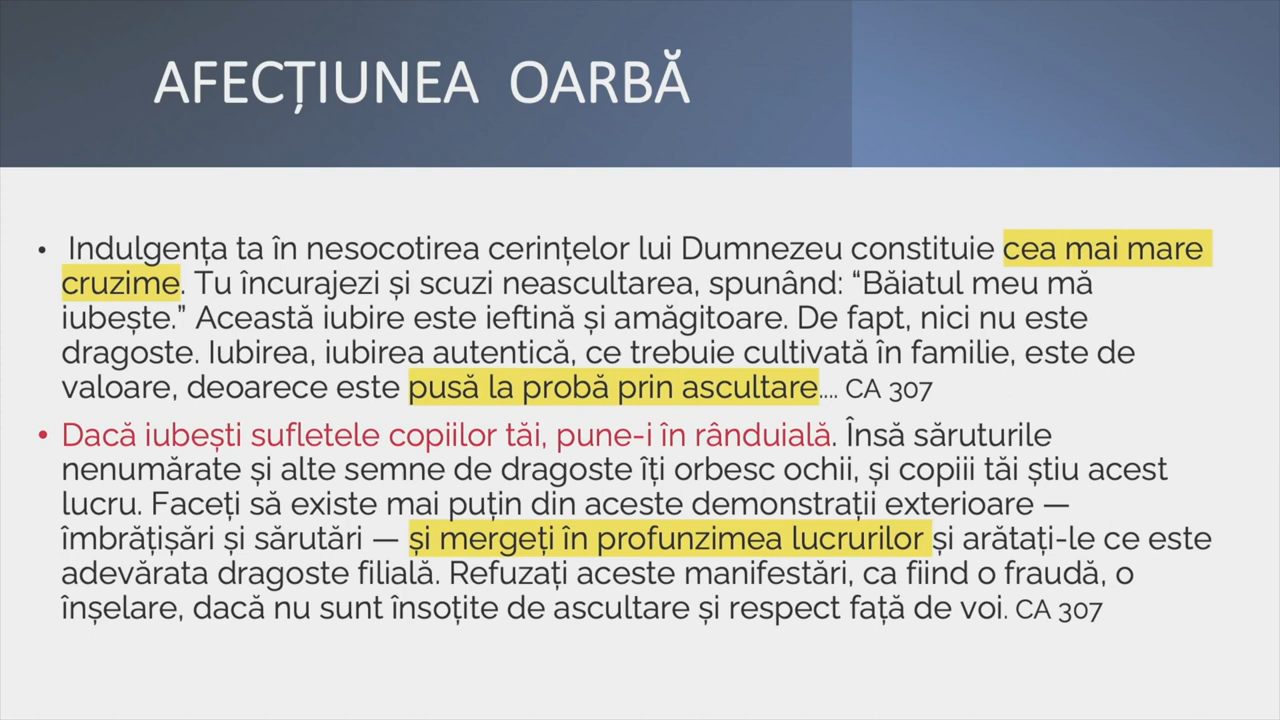 AFECȚIUNEA OARBĂ
• Indulgența ta în nesocotirea cerințelor lui Dumnezeu constituie cea mai mare
cruzime. Tu încurajezi și scuzi neascultarea, spunând: “Băiatul meu mă
iubește.” Această iubire este ieftină și amăgitoare. De fapt, nici nu este
dragoste. Iubirea, iubirea autentică, ce trebuie cultivată în familie, este de
valoare, deoarece este pusă la probă prin ascultare.... CA 307
• Dacă iubești sufletele copiilor tăi, pune-i în rânduială. Însă săruturile
nenumărate și alte semne de dragoste îți orbesc ochii, și copiii tăi știu acest
lucru. Faceți să existe mai puțin din aceste demonstrații exterioare —
îmbrățișări și sărutări — și mergeți în profunzimea lucrurilor și arătați-le ce este
adevărata dragoste filială. Refuzați aceste manifestări, ca fiind o fraudă, o
înșelare, dacă nu sunt însoțite de ascultare și respect față de voi. CA 307